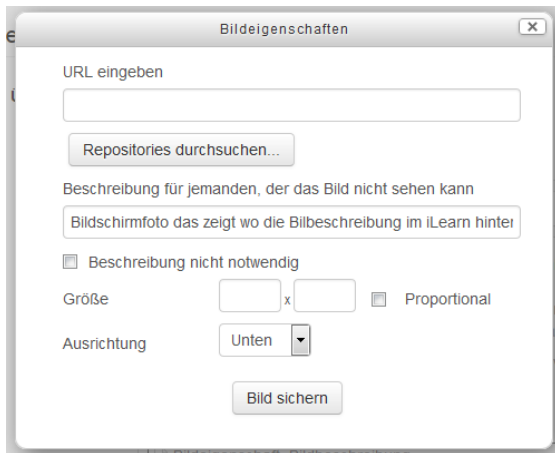 Bildeigenschaften
URL eingeben
Repositories durchsuchen...
Beschreibung für jemanden, der das Bild nicht sehen kann
Bildschirmfoto das zeigt wo die Bilbeschreibung im iLearn hinter
Beschreibung nicht notwendig
Größe x Proportional
Ausrichtung Unten
Bild sichern